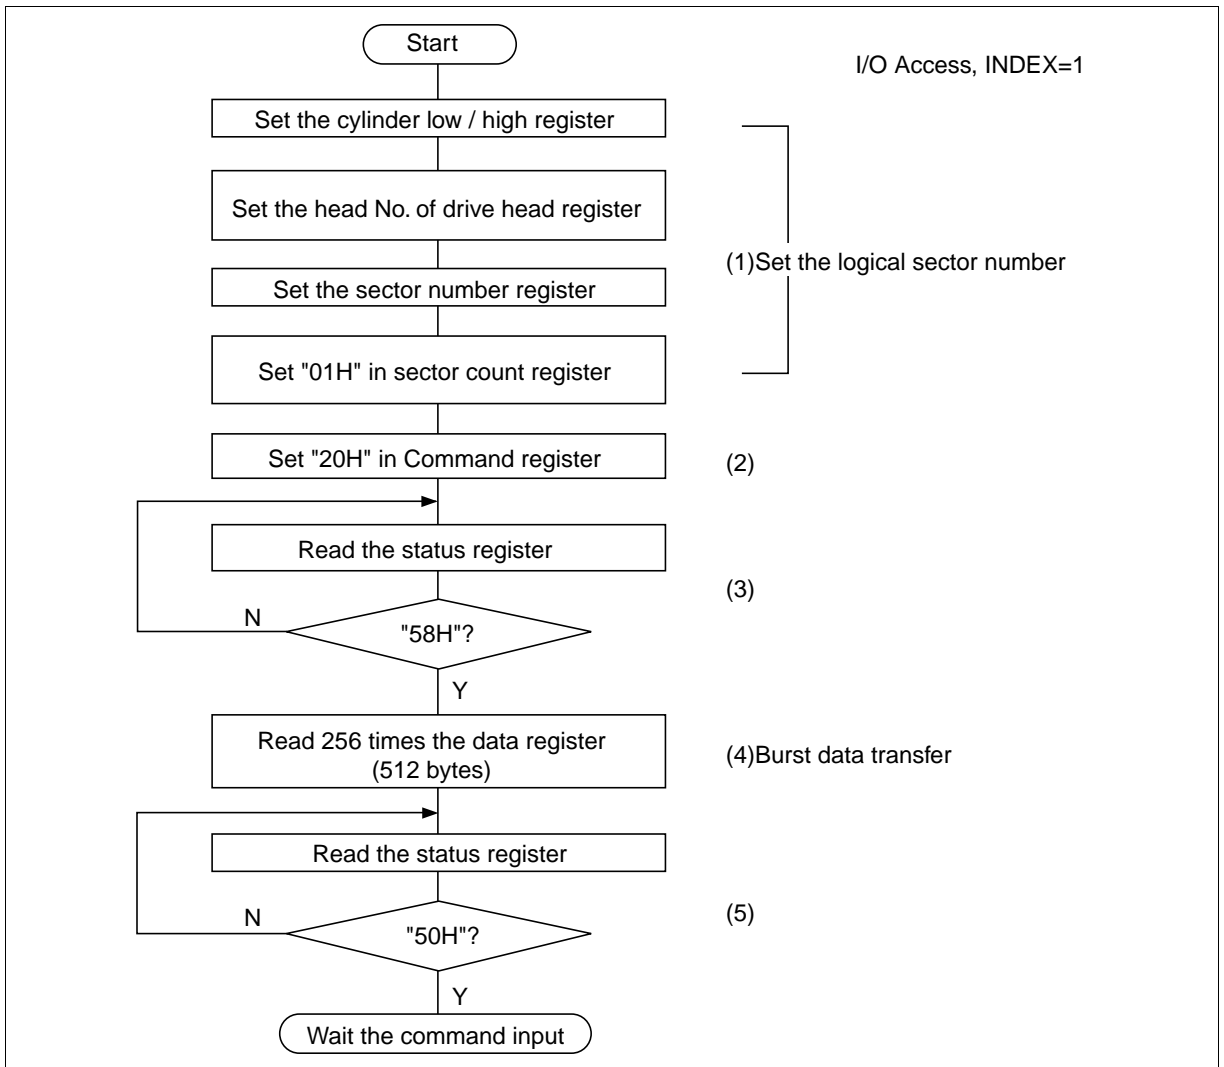 Start
I/O Access, INDEX=1
Set the cylinder low / high register
Set the head No. of drive head register
(1)Set the logical sector number
Set the sector number register
Set "01H" in sector count register
Set "20H" in Command register
(2)
Read the status register
(3)
N
"58H"?
Y
Read 256 times the data register
(512 bytes)
(4)Burst data transfer
Read the status register
N
(5)
"50H"?
Y
Wait the command input